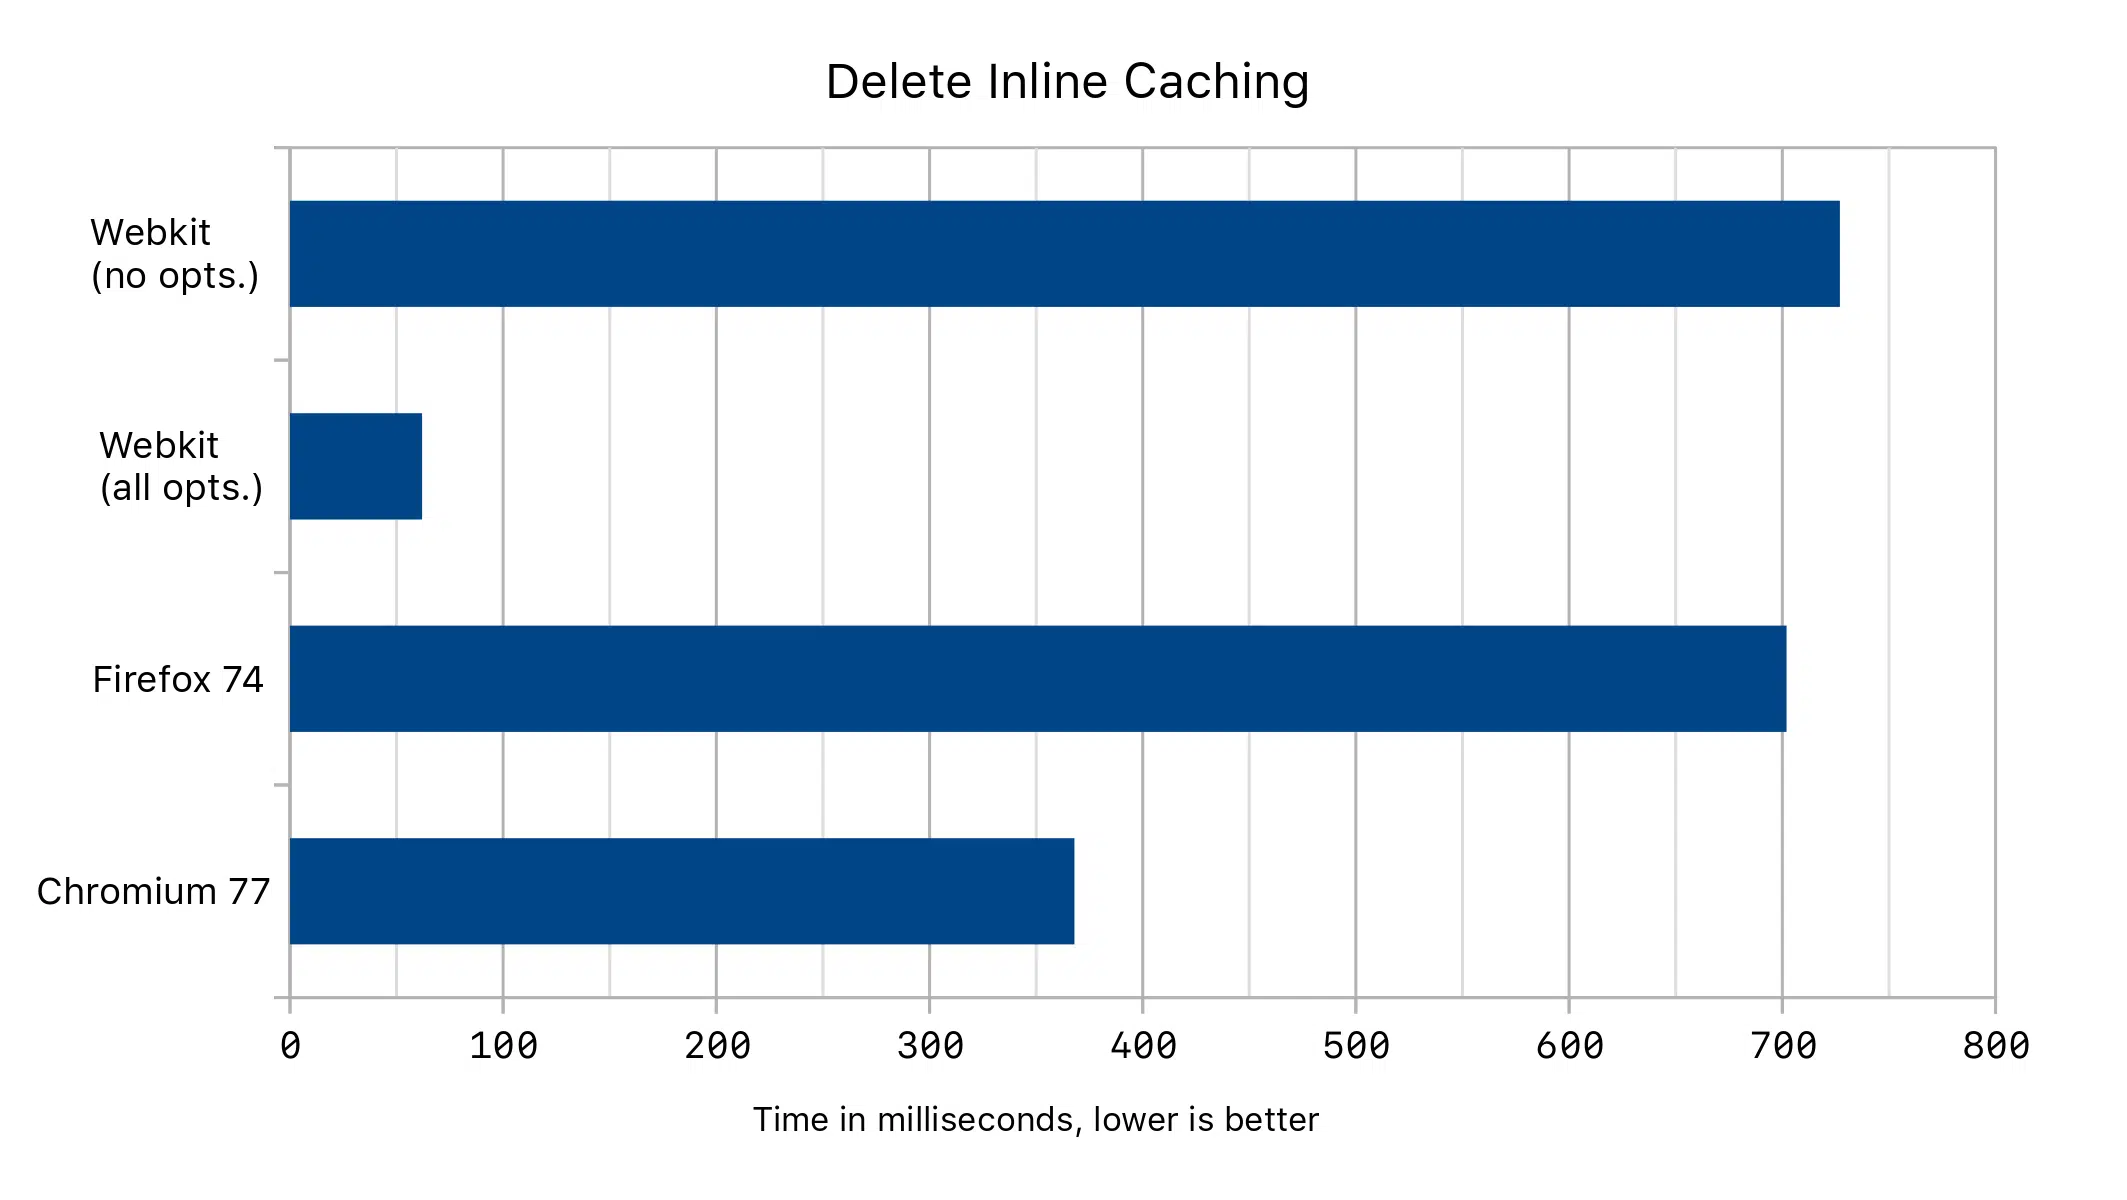 Delete Inline Caching
Webkit
(no opts.)
Webkit
(all opts.)
Firefox 74
Chromium 77
0 100 200 300 400 500 600 700 800
Time in milliseconds, lower is better